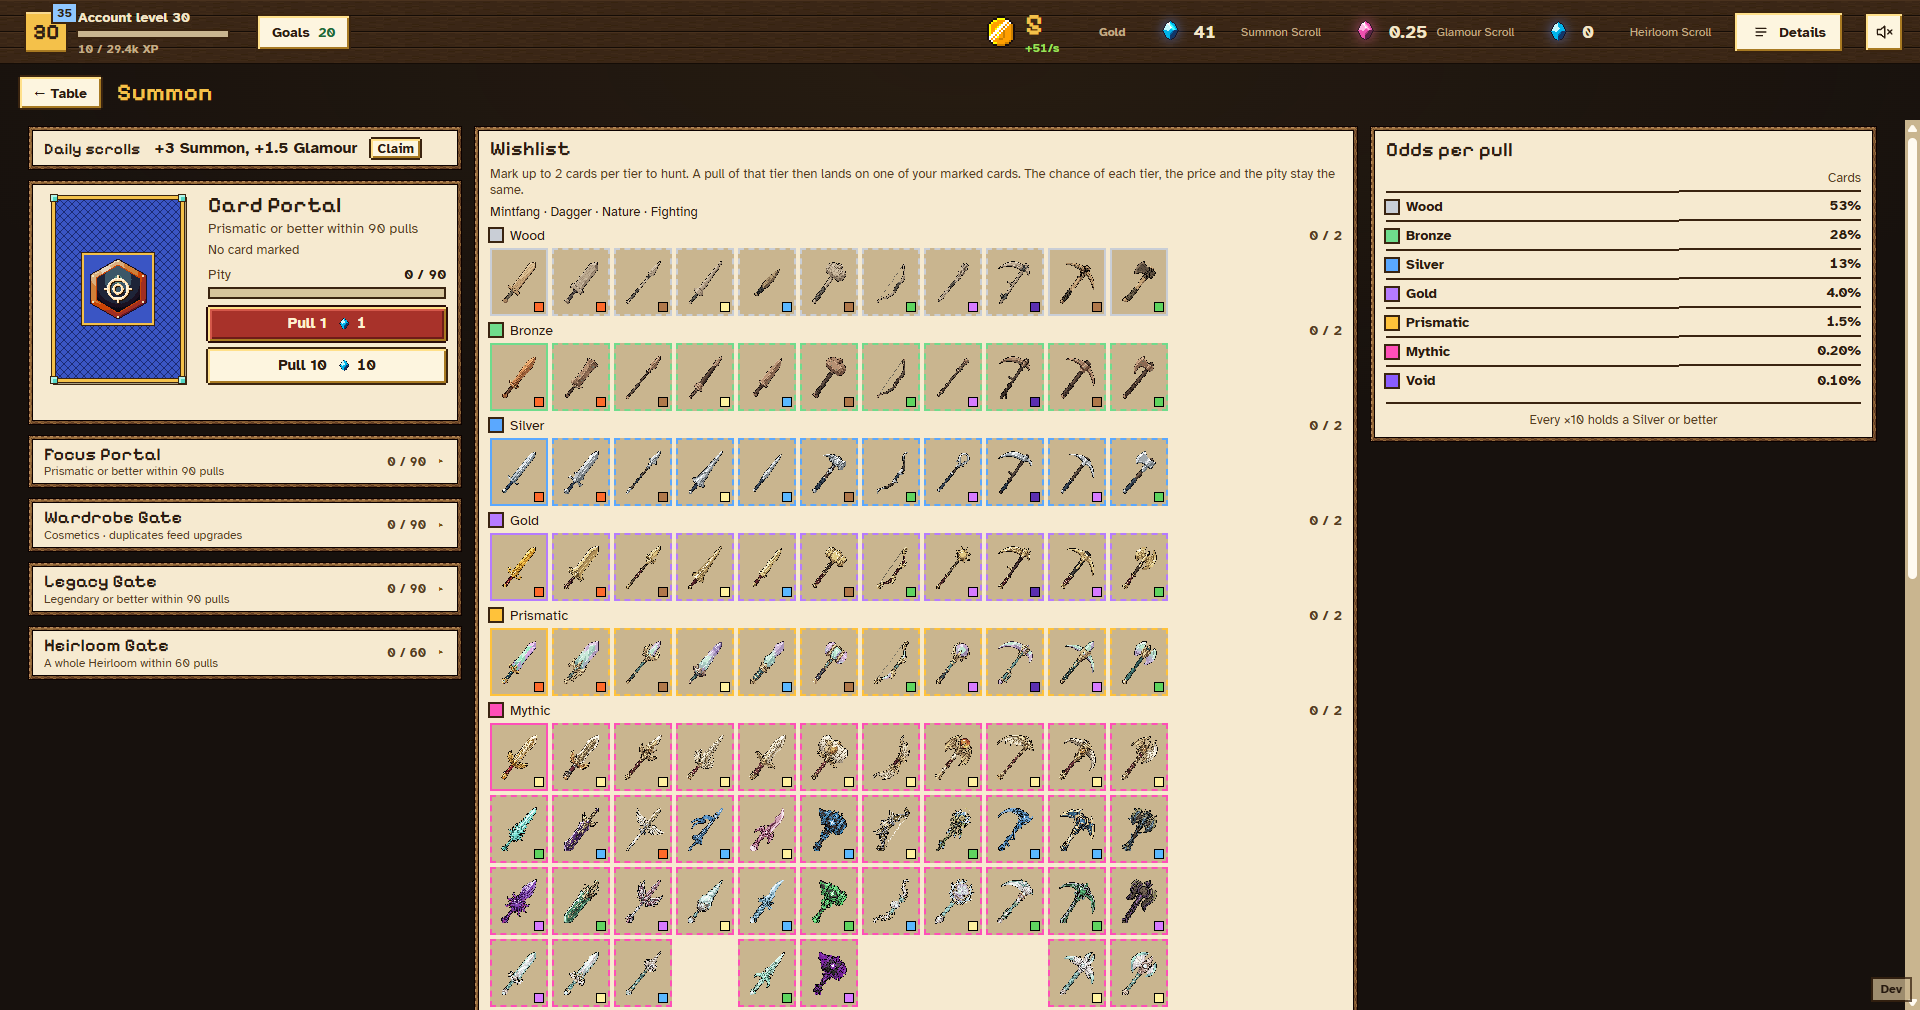 30
35
Account level 30
10 / 29.4k XP
Goals 20
S
+51/s
Gold
41
Summon Scroll
0.25
Glamour Scroll
0
Heirloom Scroll
Details
← Table
Summon
Daily scrolls +3 Summon, +1.5 Glamour Claim
Card Portal
Prismatic or better within 90 pulls
No card marked
Pity 0 / 90
Pull 1 1
Pull 10 10
Focus Portal
Prismatic or better within 90 pulls
0 / 90
Wardrobe Gate
Cosmetics · duplicates feed upgrades
0 / 90
Legacy Gate
Legendary or better within 90 pulls
0 / 90
Heirloom Gate
A whole Heirloom within 60 pulls
0 / 60
Wishlist
Mark up to 2 cards per tier to hunt. A pull of that tier then lands on one of your marked cards. The chance of each tier, the price and the pity stay the
same.
Mintfang · Dagger · Nature · Fighting
Wood 0 / 2
Bronze 0 / 2
Silver 0 / 2
Gold 0 / 2
Prismatic 0 / 2
Mythic 0 / 2
Odds per pull
Cards
Wood 53%
Bronze 28%
Silver 13%
Gold 4.0%
Prismatic 1.5%
Mythic 0.20%
Void 0.10%
Every ×10 holds a Silver or better
Dev